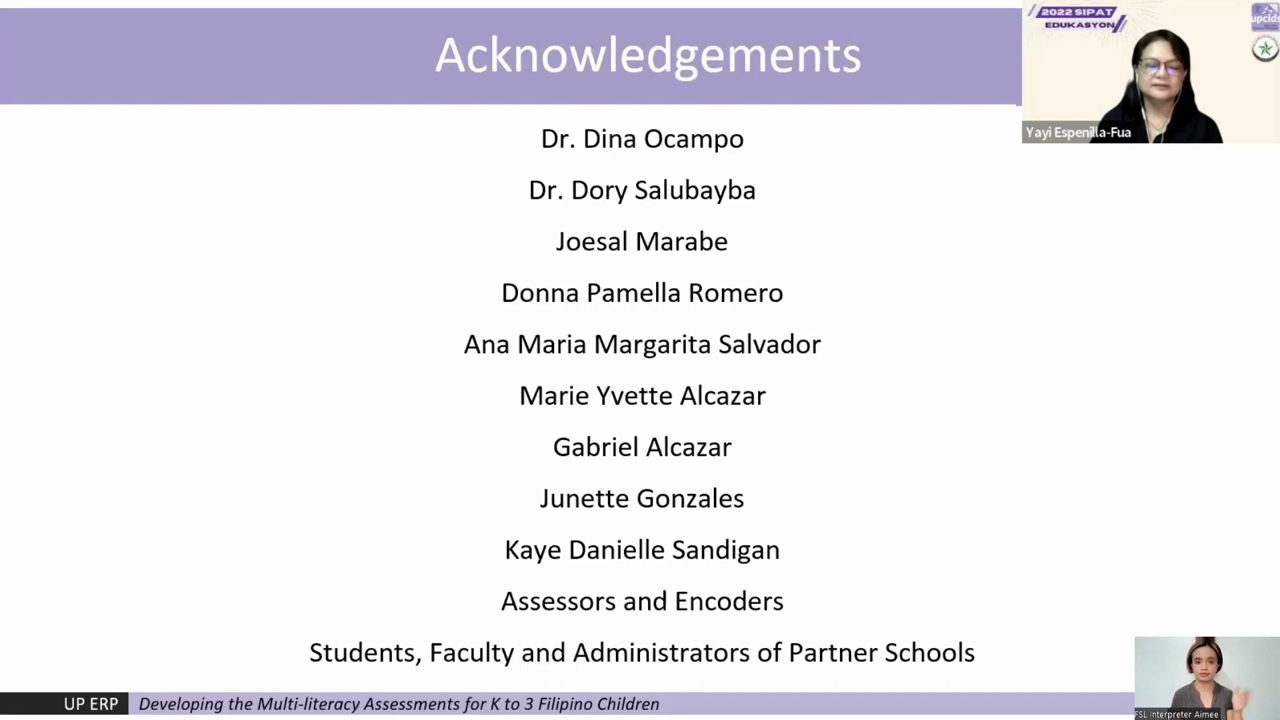 Acknowledgements
2022 SIPAT
EDUKASYON
upcids
Yayi Espenilla-Fua
Dr. Dina Ocampo
Dr. Dory Salubayba
Joesal Marabe
Donna Pamella Romero
Ana Maria Margarita Salvador
Marie Yvette Alcazar
Gabriel Alcazar
Junette Gonzales
Kaye Danielle Sandigan
Assessors and Encoders
Students, Faculty and Administrators of Partner Schools
UP ERP
Developing the Multi-literacy Assessments for K to 3 Filipino Children
FSL Interpreter Aimee